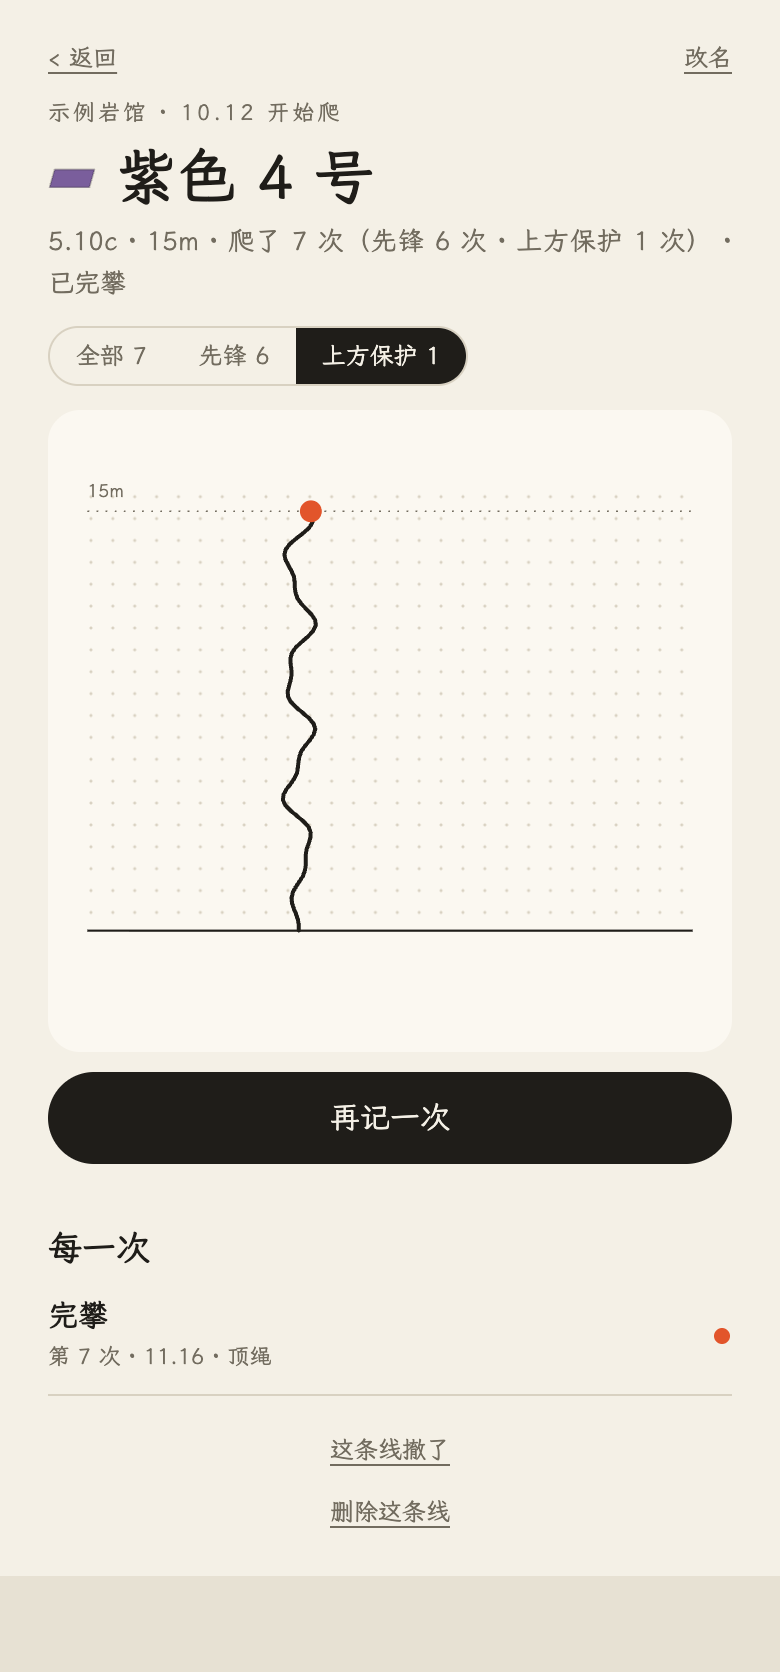 < 返回
改名
示例岩馆 · 10.12 开始爬
紫色 4 号
5.10c · 15m · 爬了 7 次（先锋 6 次 · 上方保护 1 次） ·
已完攀
全部 7
先锋 6
上方保护 1
15m
再记一次
每一次
完攀
第 7 次 · 11.16 · 顶绳
这条线撤了
删除这条线